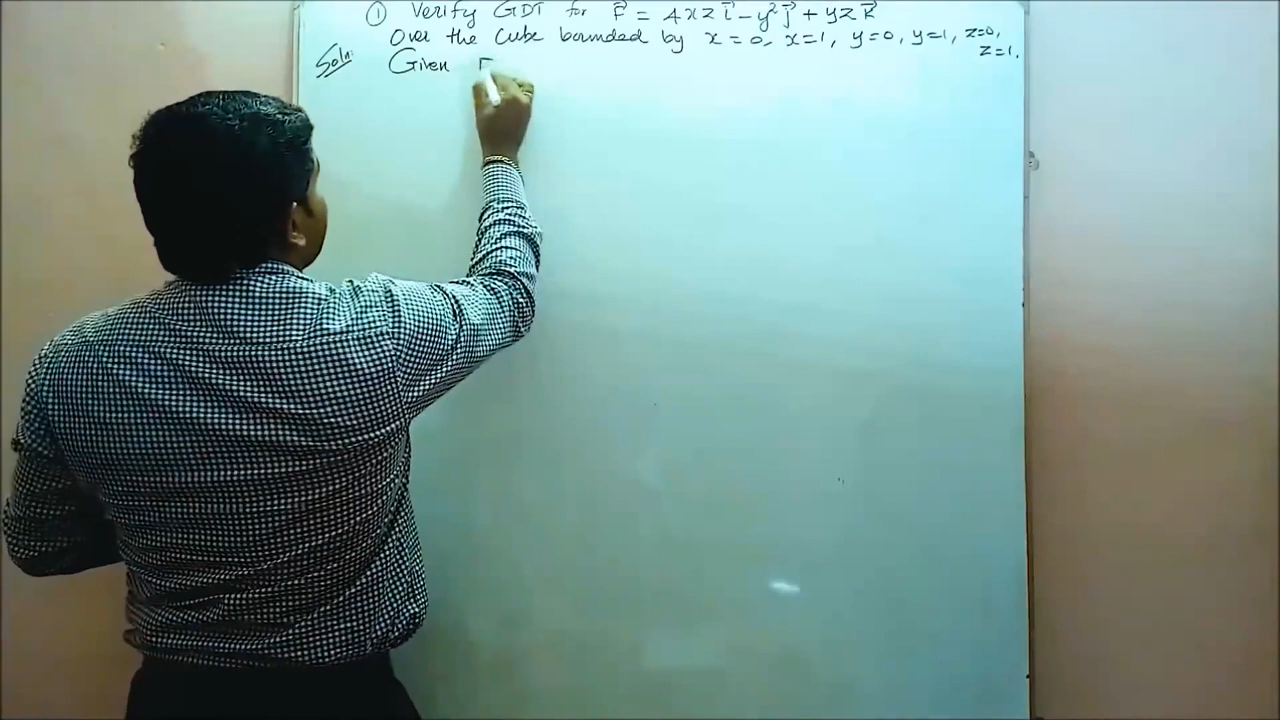 ① Verify GDT for F⃗ = 4xz i⃗ - y² j⃗ + yz k⃗
Over the cube bounded by x=0, x=1, y=0, y=1, z=0,
z=1.
Soln:
Given F